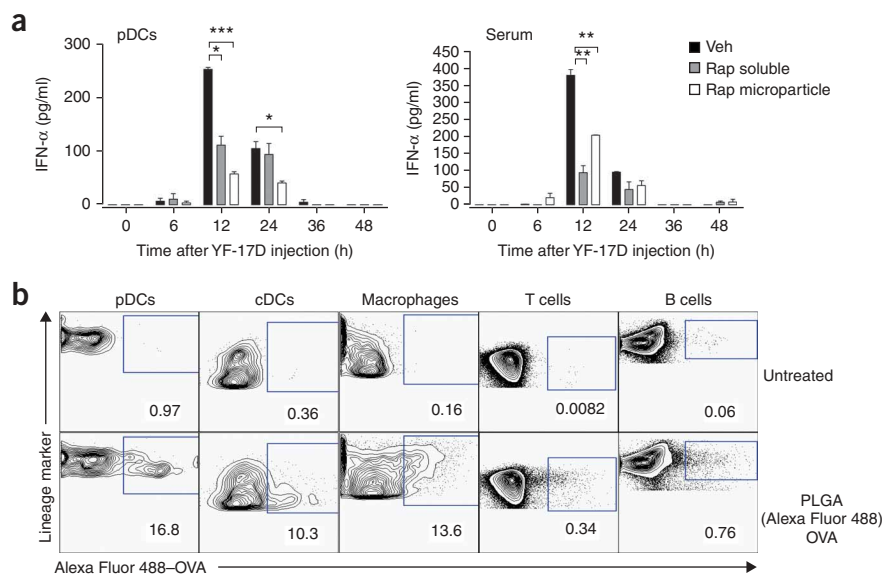 a
pDCs
IFN-α (pg/ml)
300
200
100
0
***
*
*
0 6 12 24 36 48
Time after YF-17D injection (h)
Serum
IFN-α (pg/ml)
450
400
350
300
250
200
150
100
50
0
**
**
0 6 12 24 36 48
Time after YF-17D injection (h)
Veh
Rap soluble
Rap microparticle
b
pDCs cDCs Macrophages T cells B cells
Lineage marker
0.97 0.36 0.16 0.0082 0.06
Untreated
16.8 10.3 13.6 0.34 0.76
PLGA
(Alexa Fluor 488)
OVA
Alexa Fluor 488–OVA